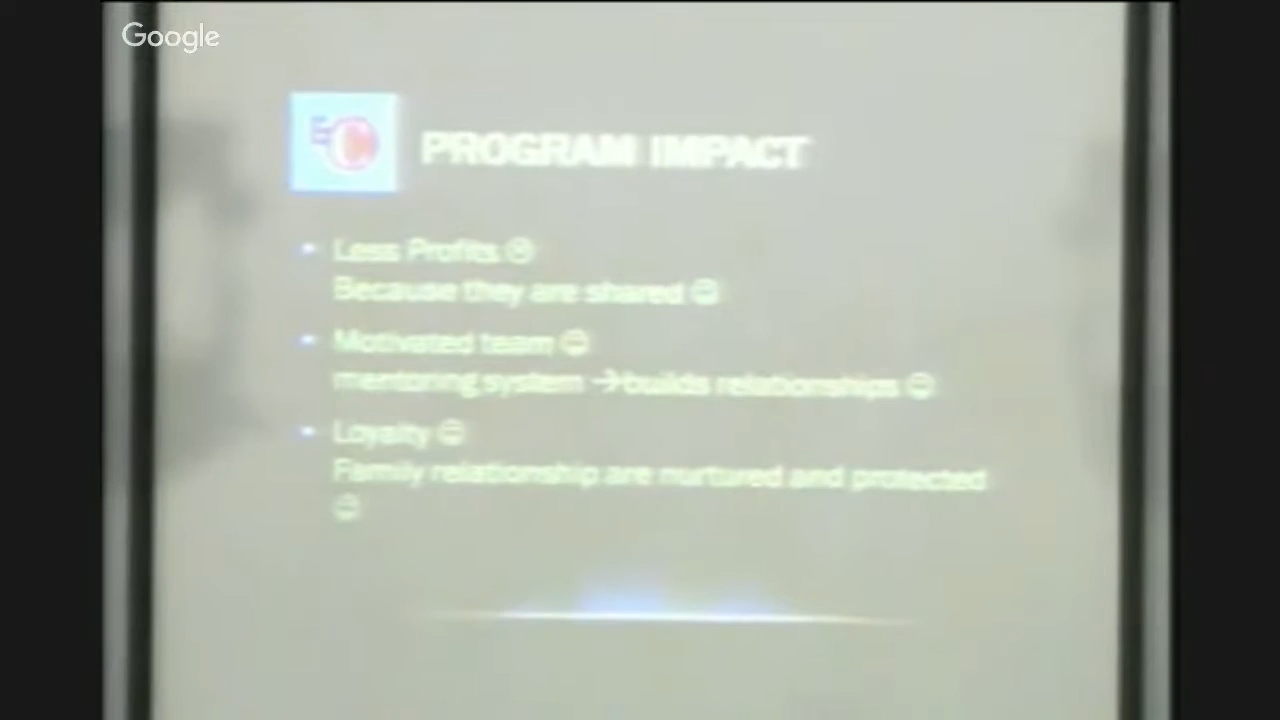 Google
PROGRAM IMPACT
Less Profits ☹
Because they are shared ☺
Motivated team ☺
mentoring system →builds relationships ☺
Loyalty ☺
Family relationship are nurtured and protected
☺